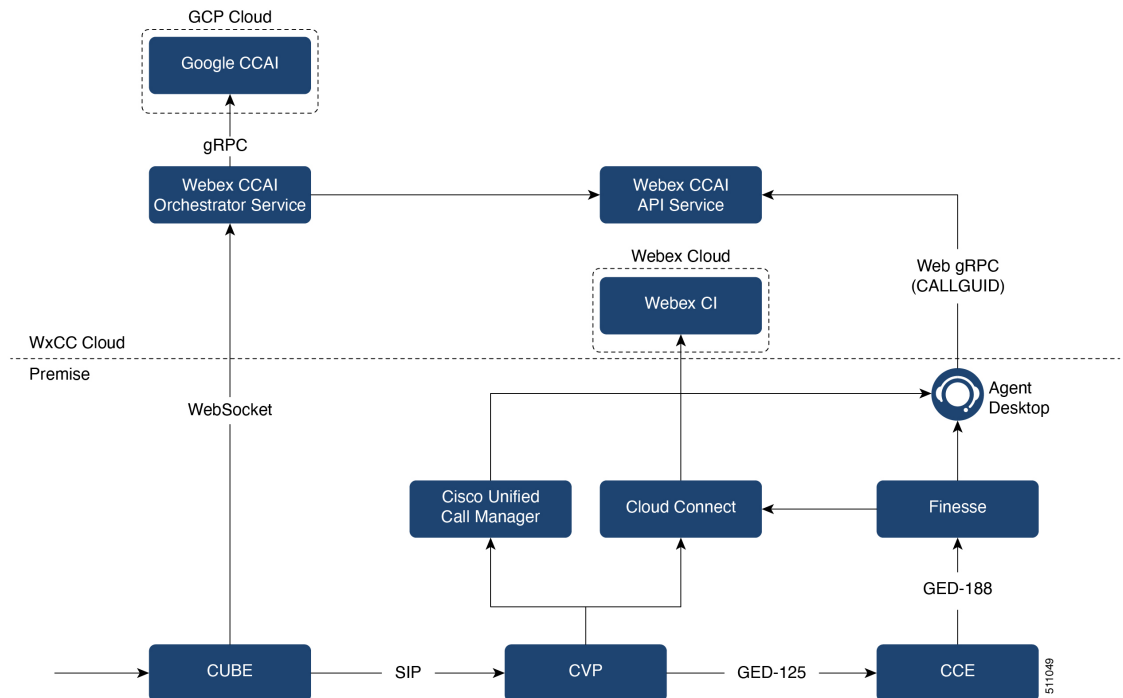 GCP Cloud
Google CCAI
gRPC
Webex CCAI
Orchestrator Service
Webex CCAI
API Service
Webex Cloud
Webex CI
Web gRPC
(CALLGUID)
WxCC Cloud
Premise
WebSocket
Agent
Desktop
Cisco Unified
Call Manager
Cloud Connect
Finesse
GED-188
CUBE
SIP
CVP
GED-125
CCE
511049